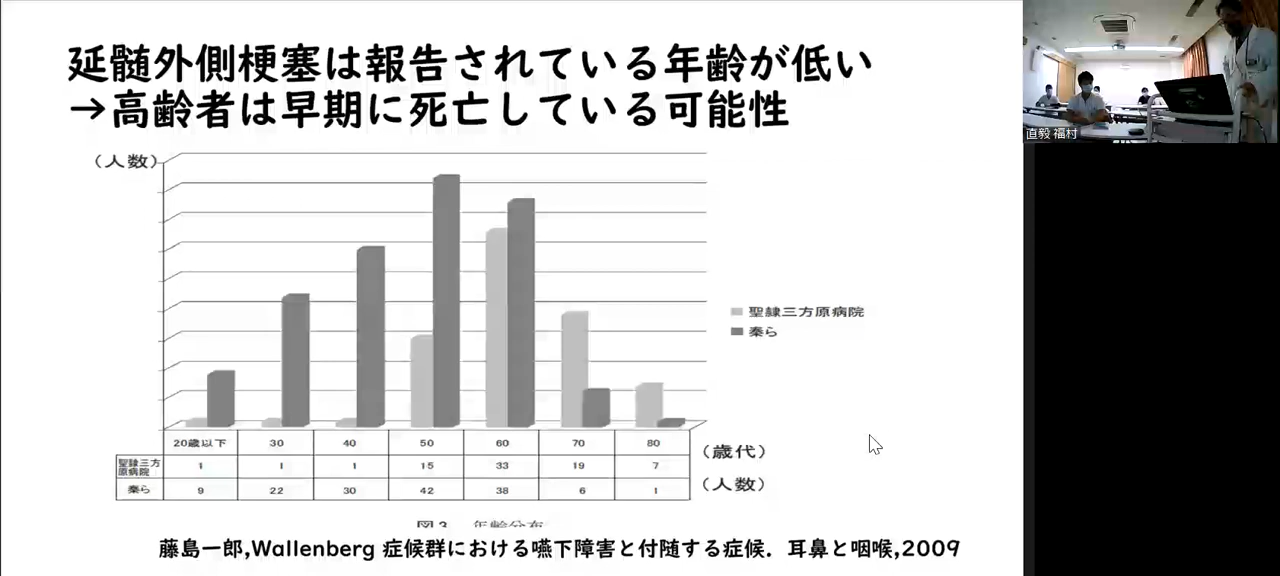 延髄外側梗塞は報告されている年齢が低い
→高齢者は早期に死亡している可能性
直毅 福村
(人数)
聖隷三方原病院
秦ら
20歳以下 30 40 50 60 70 80 (歳代)
聖隷三方原病院 1 1 1 15 33 19 7
秦ら 9 22 30 42 38 6 1 (人数)
図3 年齢分布
藤島一郎,Wallenberg 症候群における嚥下障害と付随する症候. 耳鼻と咽喉,2009